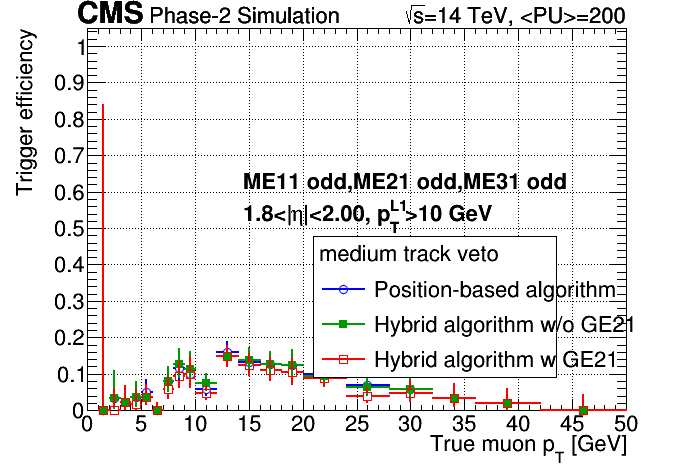 CMS Phase-2 Simulation √s=14 TeV, <PU>=200
Trigger efficiency
1
0.9
0.8
0.7
0.6
0.5
0.4
0.3
0.2
0.1
0
ME11 odd,ME21 odd,ME31 odd
1.8<|η|<2.00, p_T^L1>10 GeV
medium track veto
Position-based algorithm
Hybrid algorithm w/o GE21
Hybrid algorithm w GE21
0 5 10 15 20 25 30 35 40 45 50
True muon p_T [GeV]